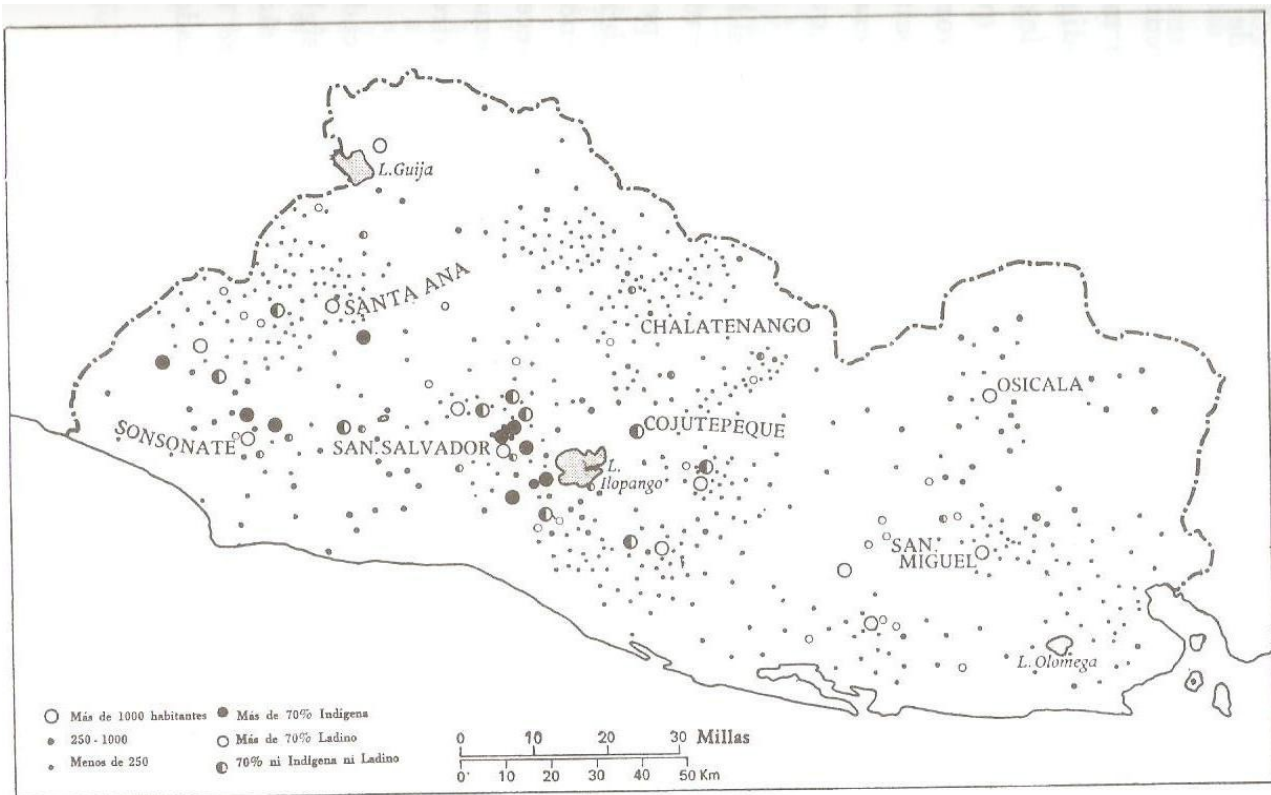 L. Guija
SANTA ANA
CHALATENANGO
OSICALA
SONSONATE
SAN. SALVADOR
COJUTEPEQUE
L.
Ilopango
SAN.
MIGUEL
L. Olomega
Más de 1000 habitantes
250 - 1000
Menos de 250
Más de 70% Indígena
Más de 70% Ladino
70% ni Indígena ni Ladino
0 10 20 30 Millas
0 10 20 30 40 50 Km